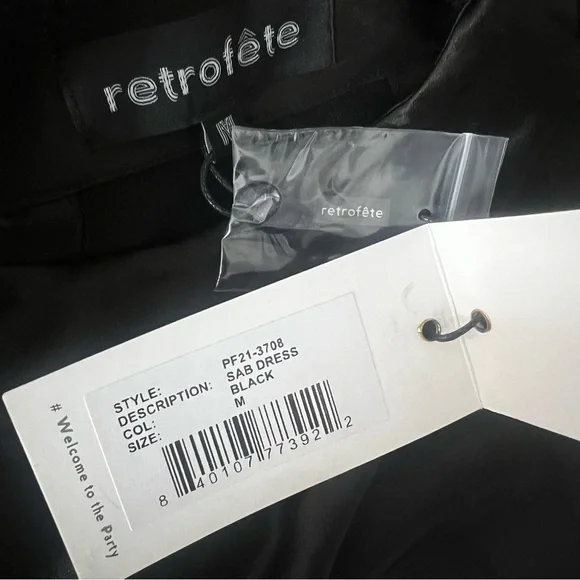 retrofête
M
retrofête
STYLE: PF21-3708
DESCRIPTION: SAB DRESS
COL: BLACK
SIZE: M
8 40107 77392 2
# Welcome to the Party